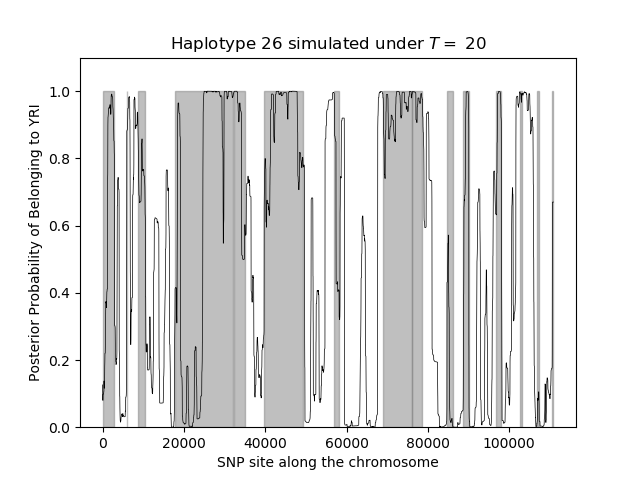 Haplotype 26 simulated under T = 20
Posterior Probability of Belonging to YRI
1.0
0.8
0.6
0.4
0.2
0.0
0 20000 40000 60000 80000 100000
SNP site along the chromosome